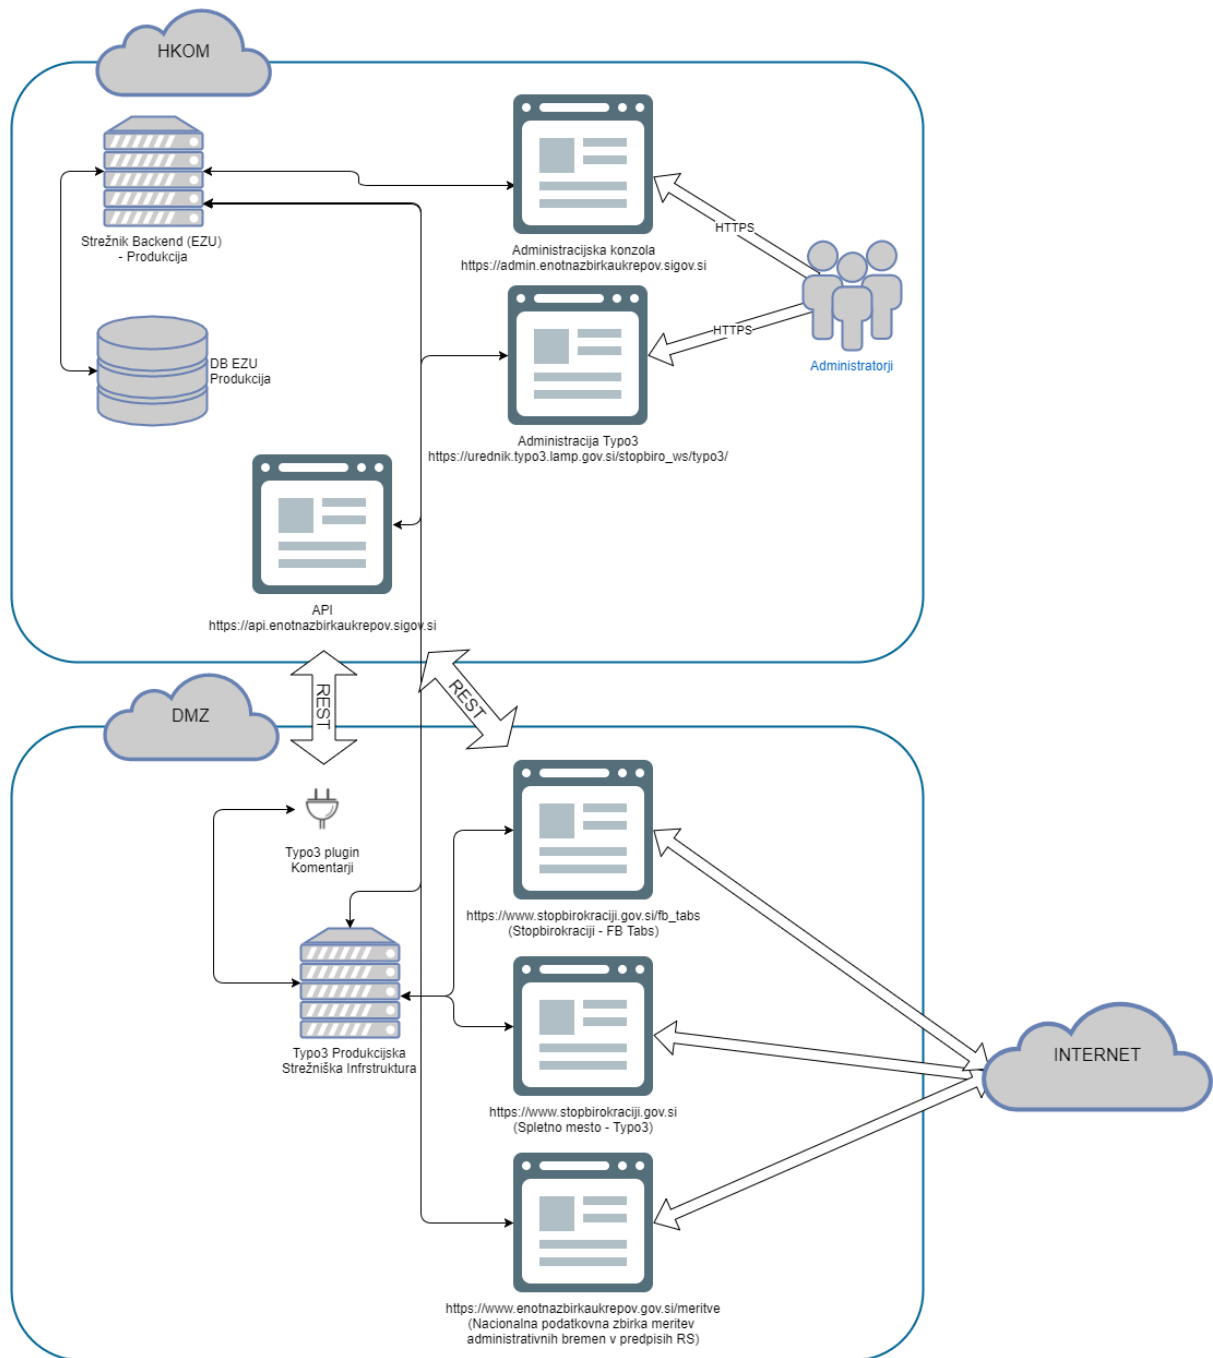 HKOM
Strežnik Backend (EZU)
- Produkcija
DB EZU
Produkcija
Administracijska konzola
https://admin.enotnazbirkaukrepov.sigov.si
HTTPS
HTTPS
Administratorji
Administracija Typo3
https://urednik.typo3.lamp.gov.si/stopbiro_ws/typo3/
API
https://api.enotnazbirkaukrepov.sigov.si
REST
REST
DMZ
Typo3 plugin
Komentarji
Typo3 Produkcijska
Strežniška Infrstruktura
https://www.stopbirokraciji.gov.si/fb_tabs
(Stopbirokraciji - FB Tabs)
https://www.stopbirokraciji.gov.si
(Spletno mesto - Typo3)
INTERNET
https://www.enotnazbirkaukrepov.gov.si/meritve
(Nacionalna podatkovna zbirka meritev
administrativnih bremen v predpisih RS)